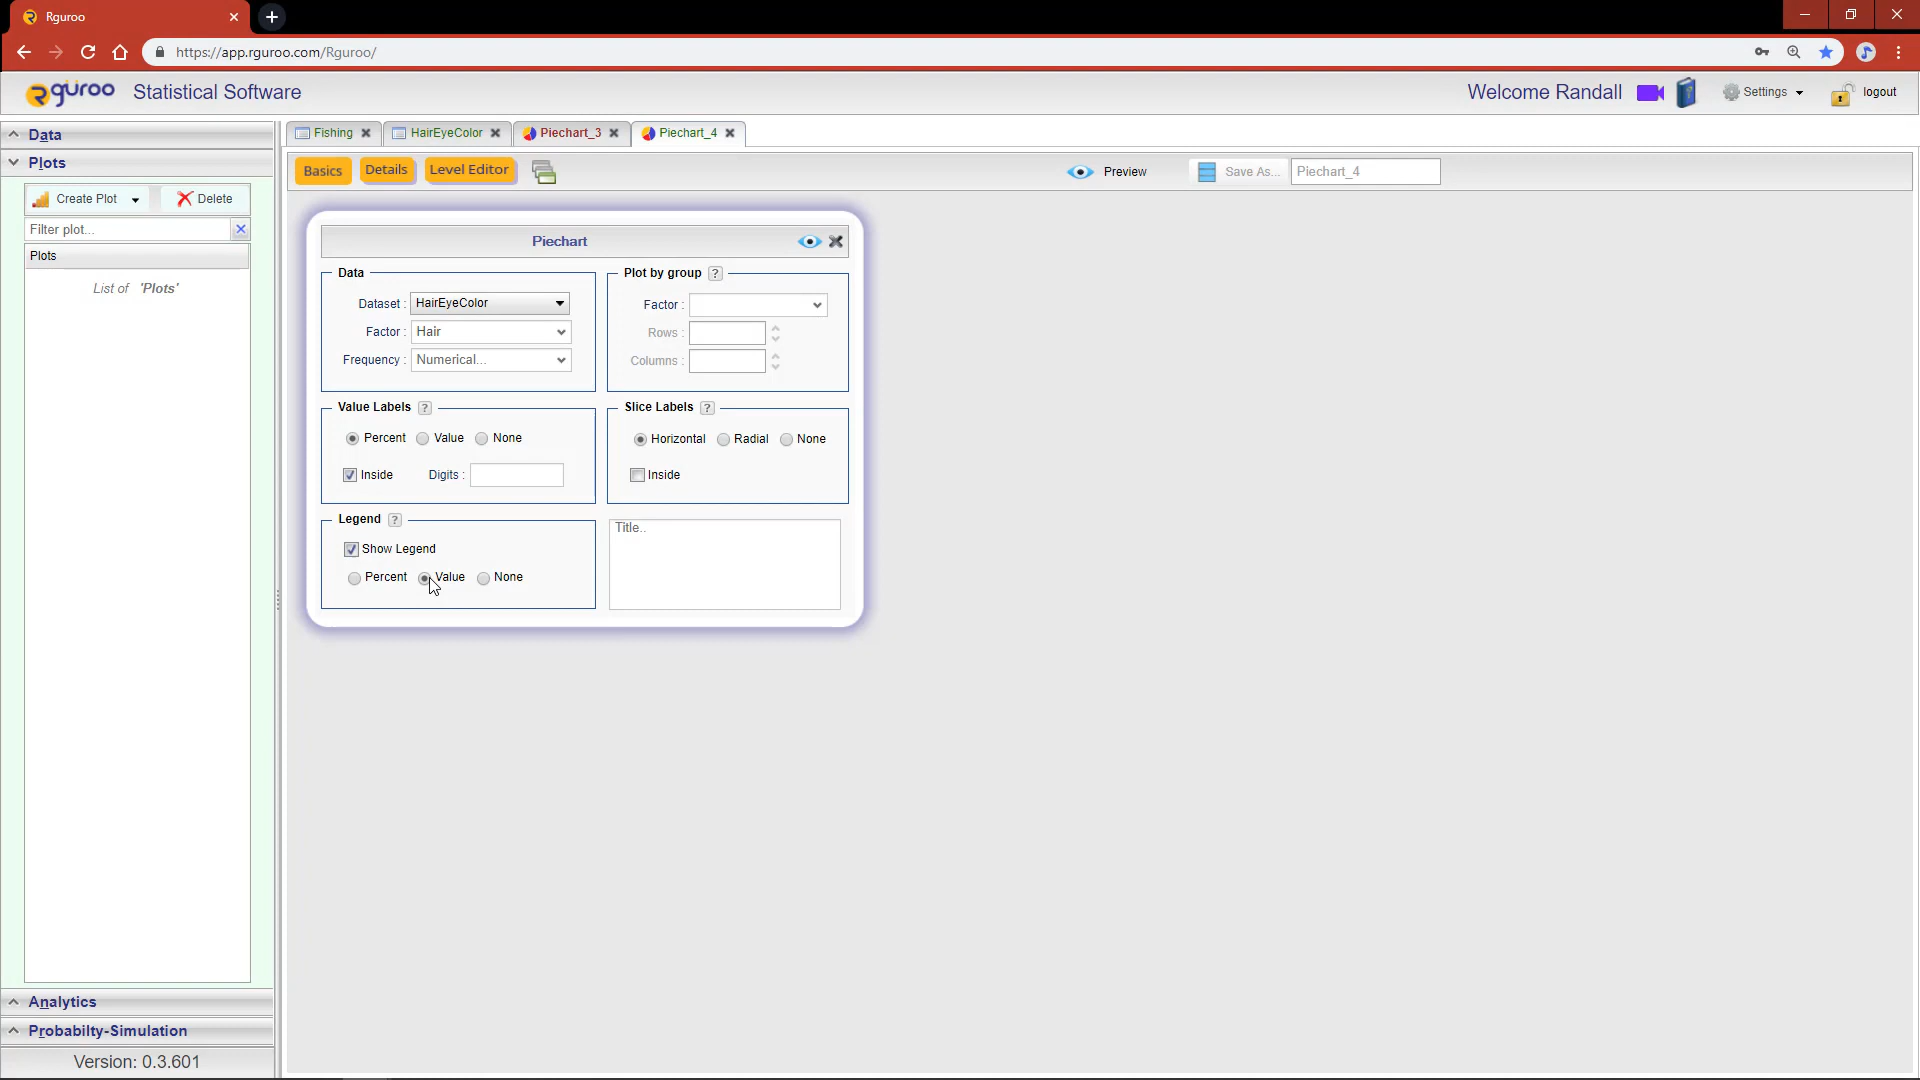 Rguroo
https://app.rguroo.com/Rguroo/
rguroo Statistical Software
Welcome Randall
Settings
logout
Data
Plots
Create Plot
Delete
Filter plot...
Plots
List of 'Plots'
Analytics
Probabilty-Simulation
Version: 0.3.601
Fishing
HairEyeColor
Piechart_3
Piechart_4
Basics
Details
Level Editor
Preview
Save As...
Piechart_4
Piechart
Data
Dataset : HairEyeColor
Factor : Hair
Frequency : Numerical...
Plot by group ?
Factor :
Rows :
Columns :
Value Labels ?
Percent Value None
Inside Digits :
Slice Labels ?
Horizontal Radial None
Inside
Legend ?
Show Legend
Percent Value None
Title..